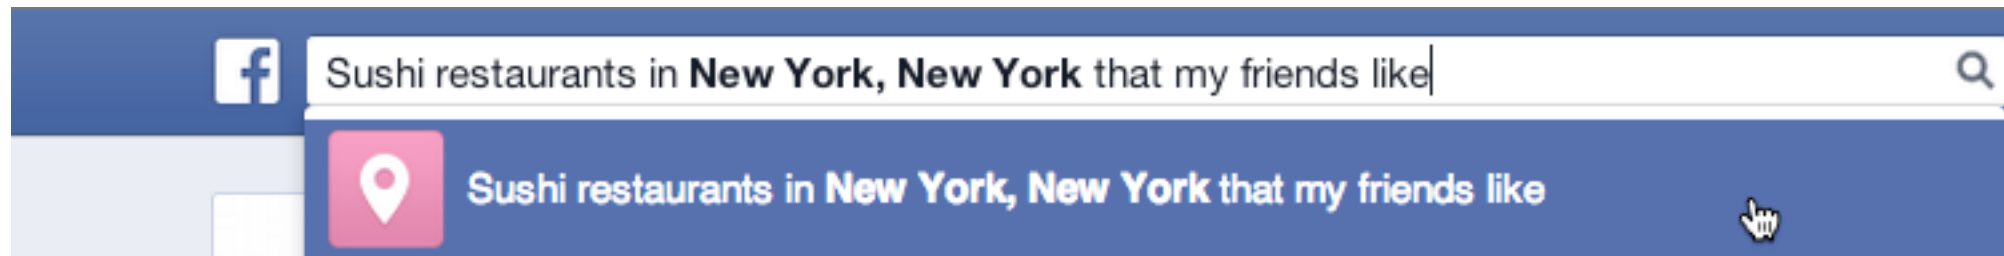 f
Sushi restaurants in New York, New York that my friends like
Sushi restaurants in New York, New York that my friends like